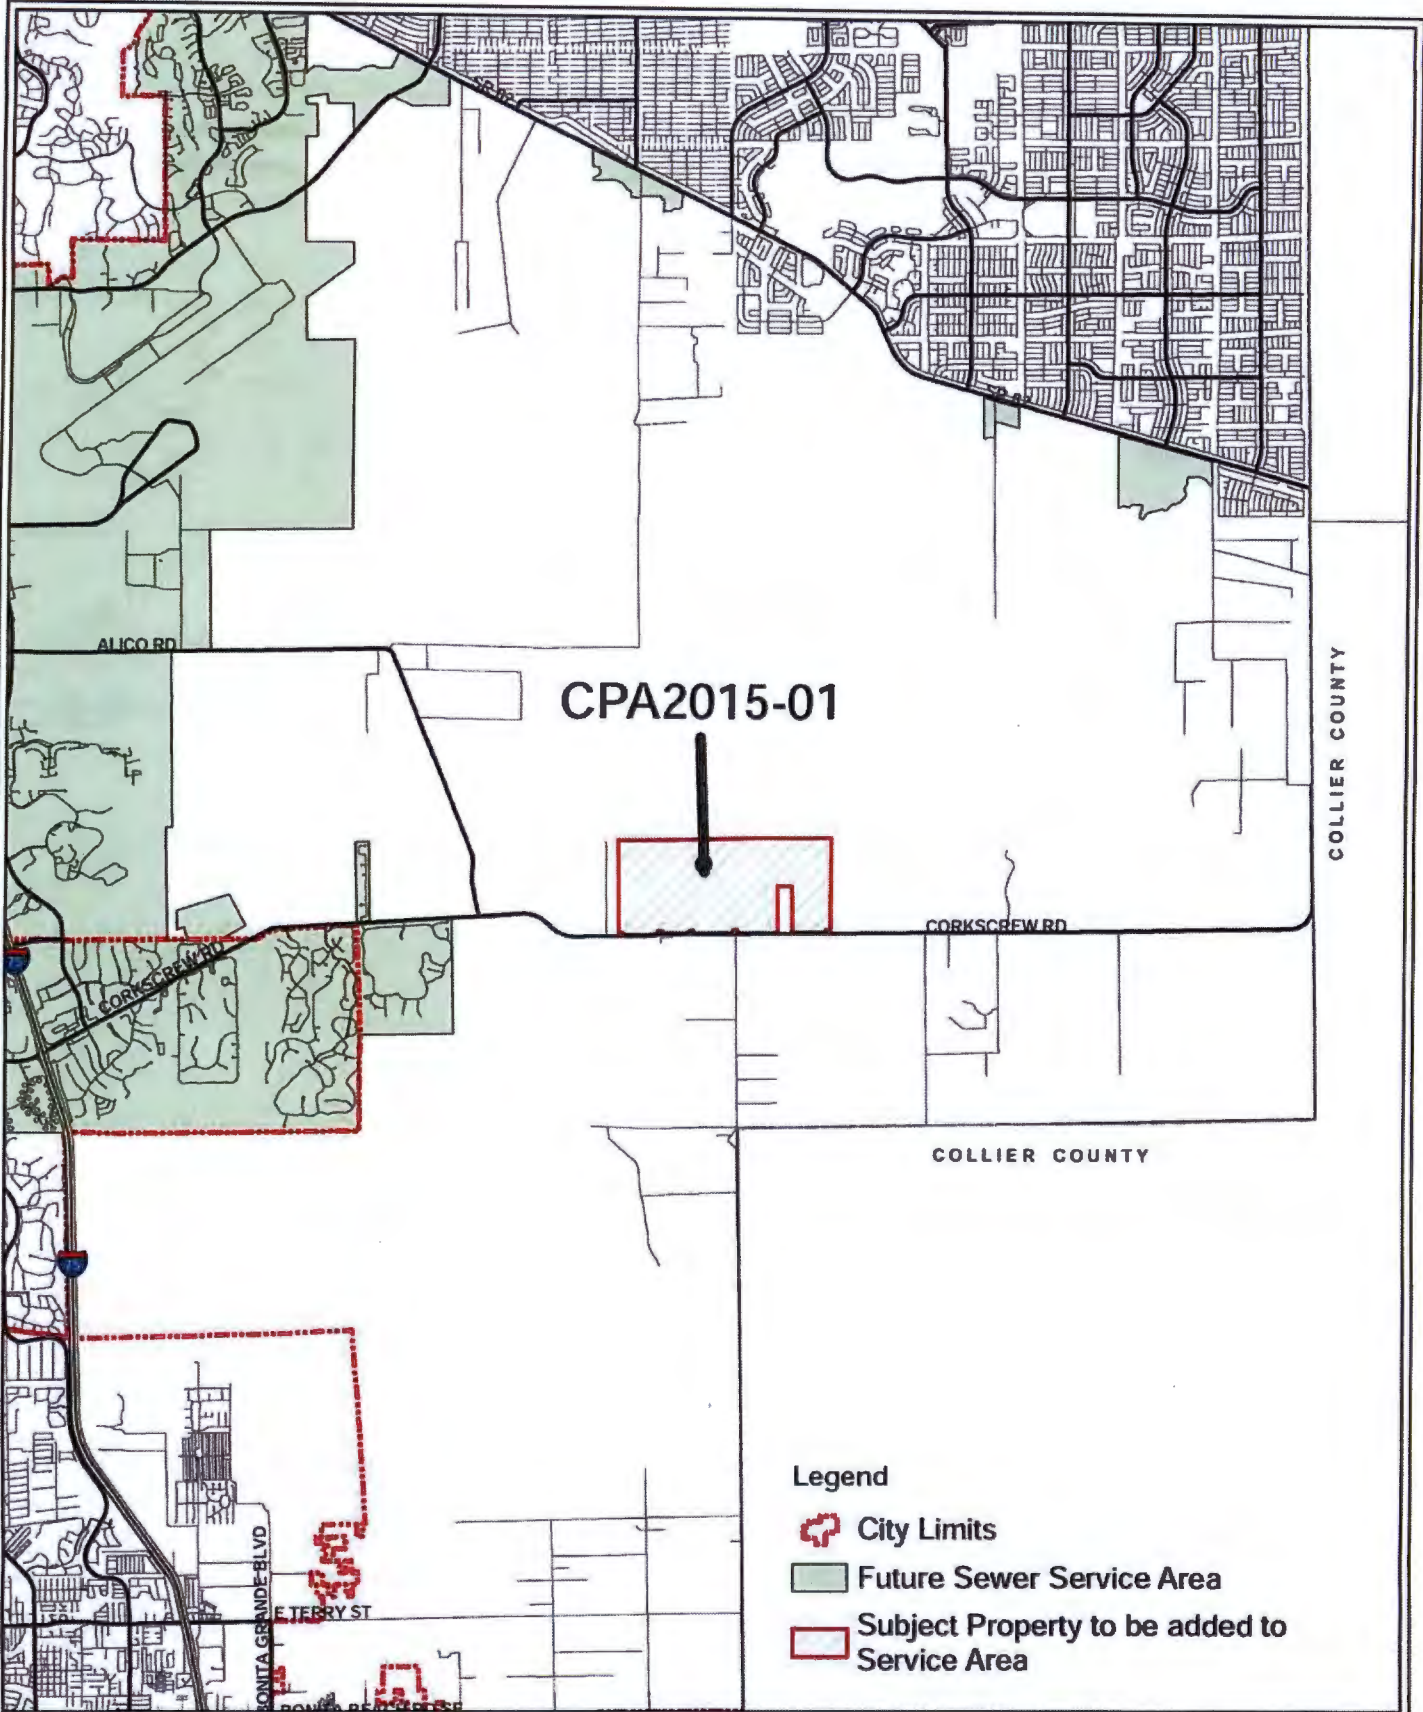 ALICO RD
CPA2015-01
COLLIER COUNTY
CORKSCREW RD
CORKSCREW RD
COLLIER COUNTY
Legend
City Limits
Future Sewer Service Area
Subject Property to be added to
Service Area
BONITA GRANDE BLVD
E TERRY ST